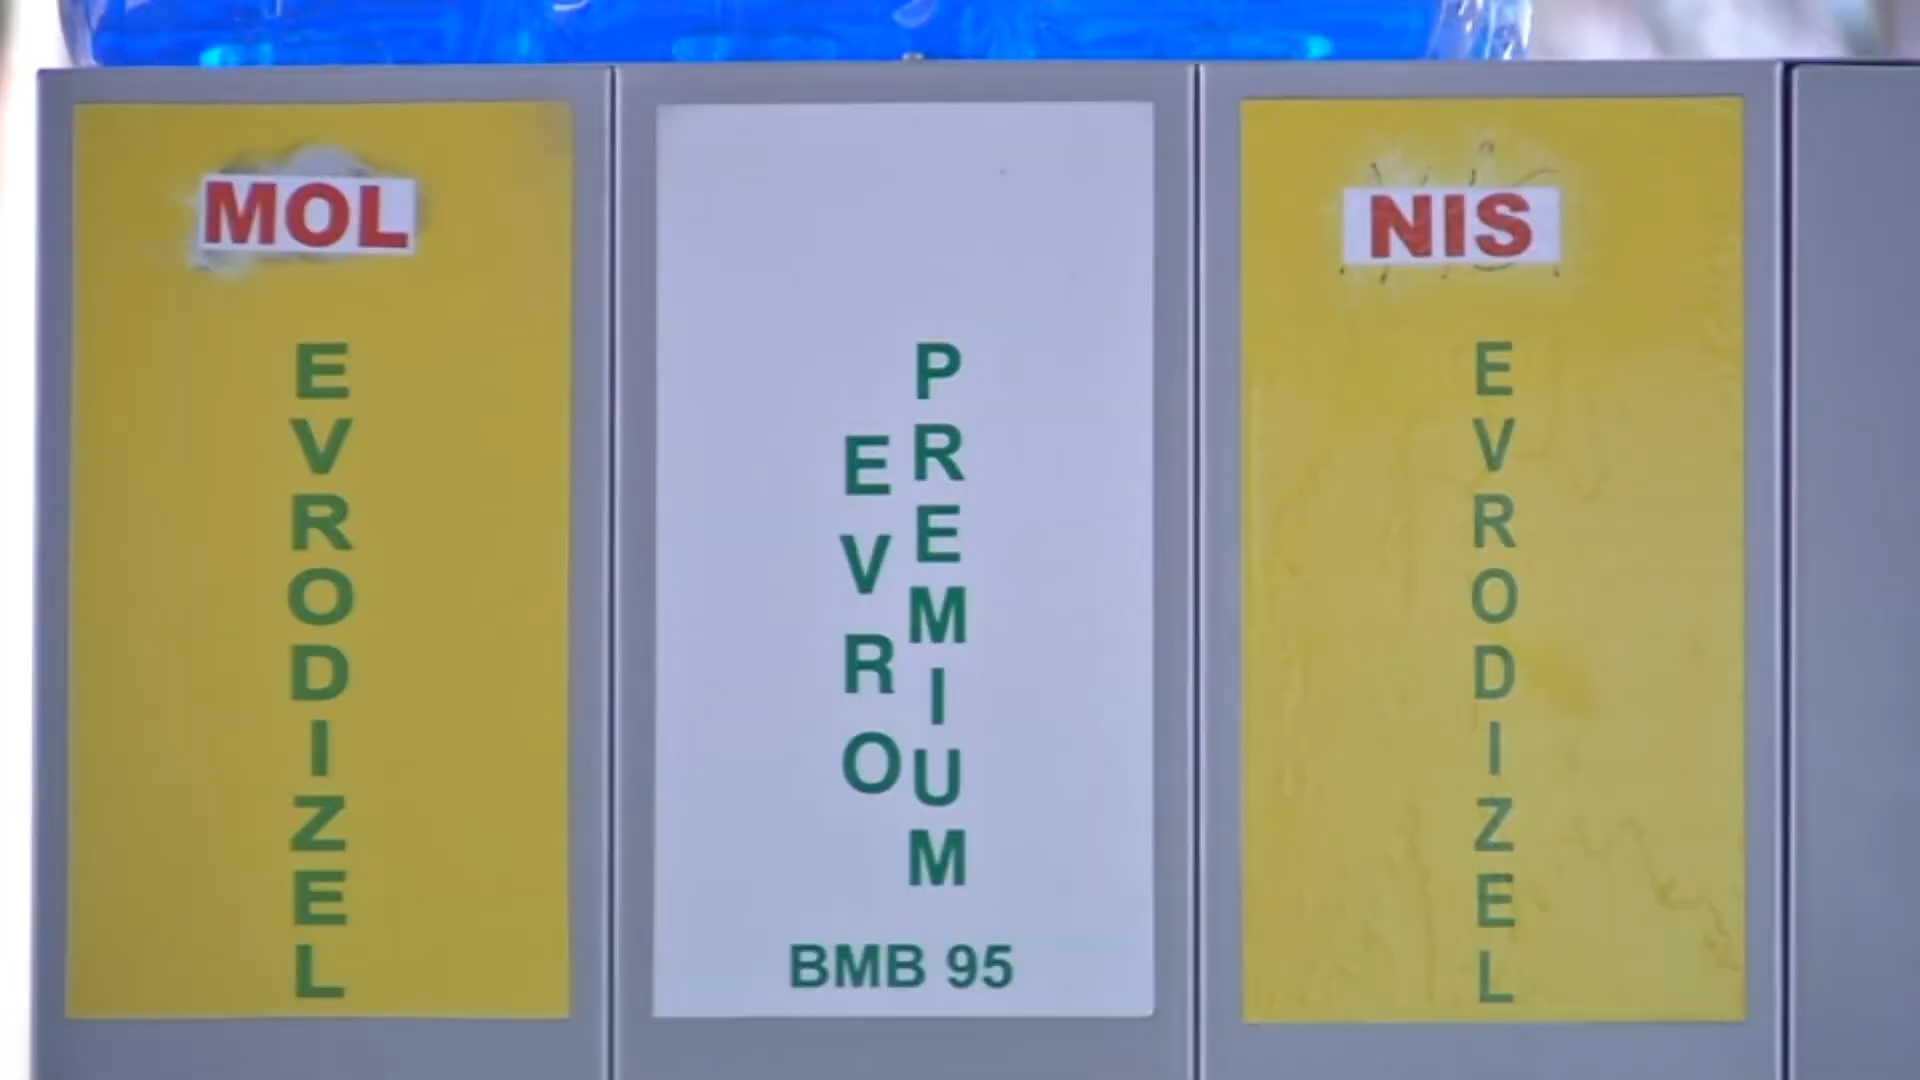 MOL
EVRODIZEL
EVRO
PREMIUM
BMB 95
NIS
EVRODIZEL